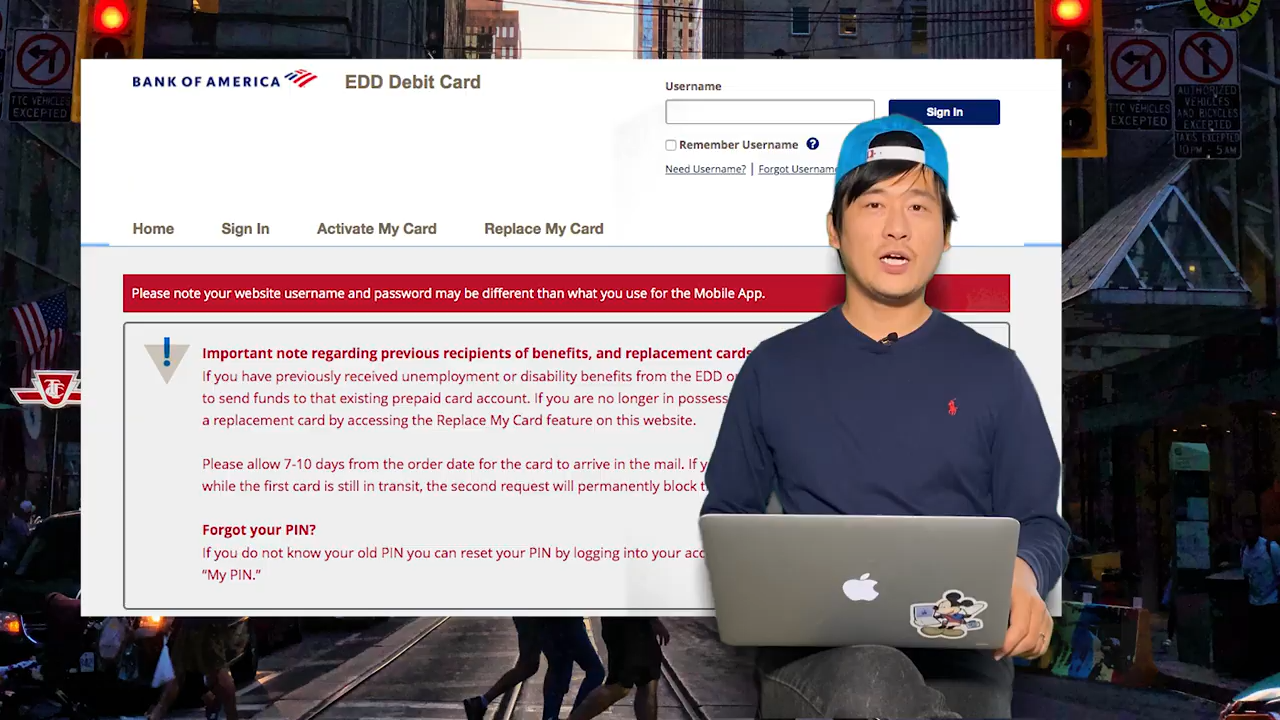 BANK OF AMERICA
EDD Debit Card
Username
Sign In
Remember Username ?
Need Username? | Forgot Username
Home
Sign In
Activate My Card
Replace My Card
Please note your website username and password may be different than what you use for the Mobile App.
!
Important note regarding previous recipients of benefits, and replacement cards
If you have previously received unemployment or disability benefits from the EDD
to send funds to that existing prepaid card account. If you are no longer in
a replacement card by accessing the Replace My Card feature on this website.
Please allow 7-10 days from the order date for the card to arrive in the mail. If
while the first card is still in transit, the second request will permanently block
Forgot your PIN?
If you do not know your old PIN you can reset your PIN by logging into your
“My PIN.”
TTC VEHICLES
EXCEPTED
TTC VEHICLES
EXCEPTED
AUTHORIZED
VEHICLES
AND BICYCLES
EXCEPTED
TAXIS EXCEPTED
10 PM - 5 AM
NEW
TTC